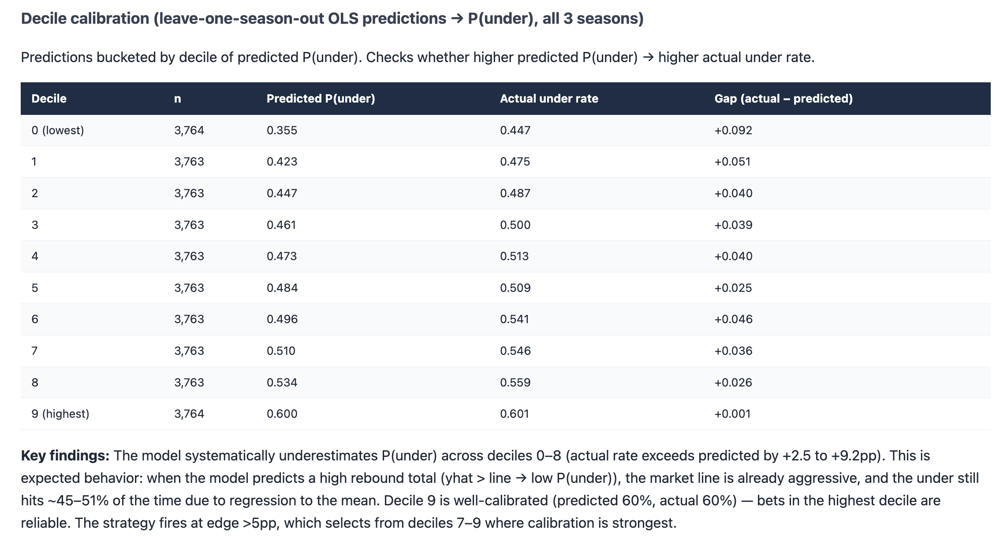 Decile calibration (leave-one-season-out OLS predictions → P(under), all 3 seasons)
Predictions bucketed by decile of predicted P(under). Checks whether higher predicted P(under) → higher actual under rate.
Decile n Predicted P(under) Actual under rate Gap (actual – predicted)
0 (lowest) 3,764 0.355 0.447 +0.092
1 3,763 0.423 0.475 +0.051
2 3,763 0.447 0.487 +0.040
3 3,763 0.461 0.500 +0.039
4 3,763 0.473 0.513 +0.040
5 3,763 0.484 0.509 +0.025
6 3,763 0.496 0.541 +0.046
7 3,763 0.510 0.546 +0.036
8 3,763 0.534 0.559 +0.026
9 (highest) 3,764 0.600 0.601 +0.001
Key findings: The model systematically underestimates P(under) across deciles 0–8 (actual rate exceeds predicted by +2.5 to +9.2pp). This is
expected behavior: when the model predicts a high rebound total (yhat > line → low P(under)), the market line is already aggressive, and the under still
hits ~45–51% of the time due to regression to the mean. Decile 9 is well-calibrated (predicted 60%, actual 60%) — bets in the highest decile are
reliable. The strategy fires at edge >5pp, which selects from deciles 7–9 where calibration is strongest.